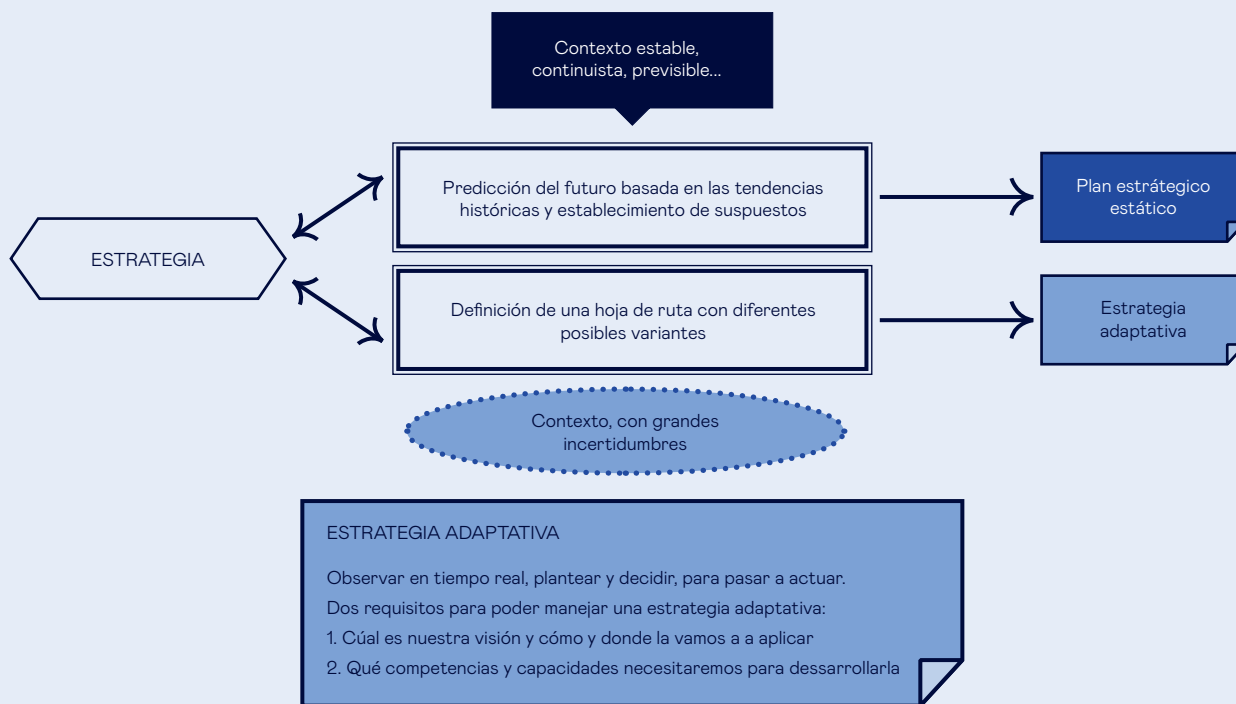 Contexto estable,
continuista, previsible...
Predicción del futuro basada en las tendencias
históricas y establecimiento de supuestos
Plan estrátegico
estático
ESTRATEGIA
Definición de una hoja de ruta con diferentes
posibles variantes
Estrategia
adaptativa
Contexto, con grandes
incertidumbres
ESTRATEGIA ADAPTATIVA
Observar en tiempo real, plantear y decidir, para pasar a actuar.
Dos requisitos para poder manejar una estrategia adaptativa:
1. Cúal es nuestra visión y cómo y donde la vamos a a aplicar
2. Qué competencias y capacidades necesitaremos para dessarrollarla